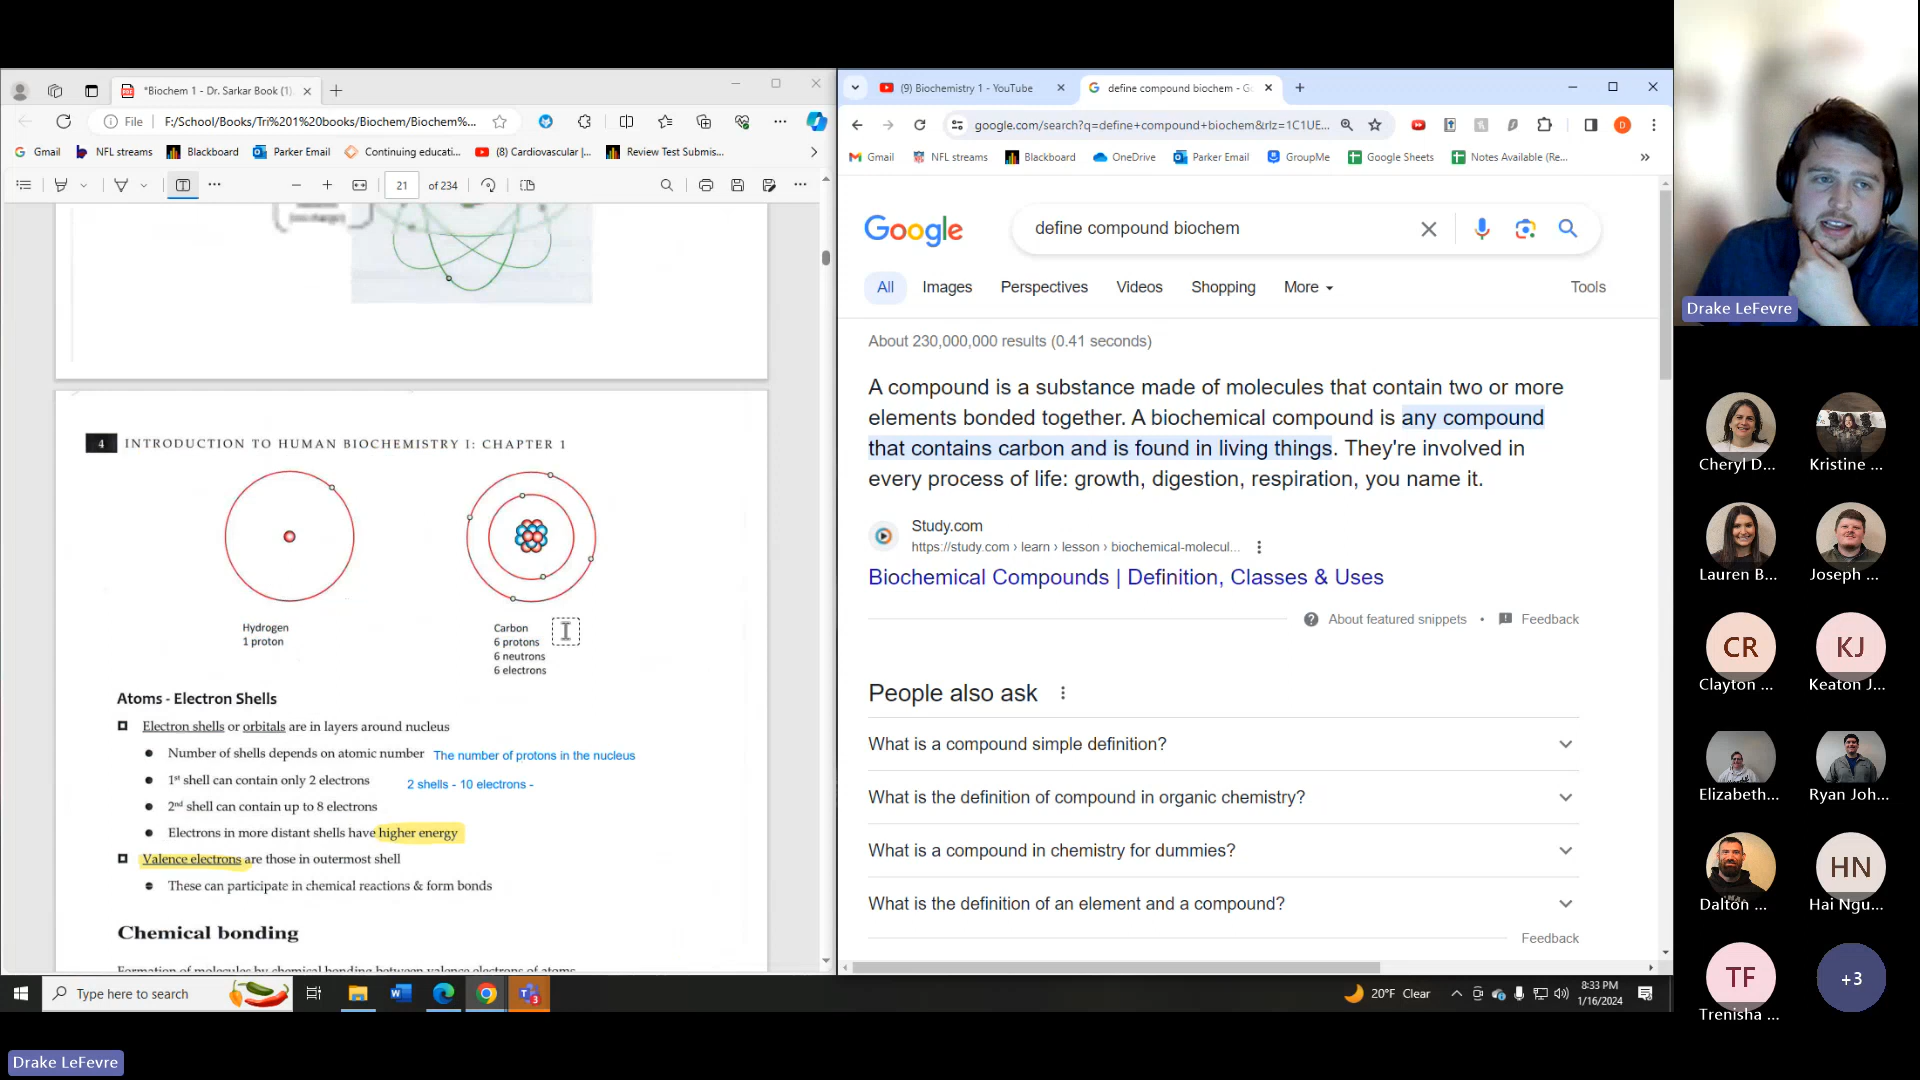 *Biochem 1 - Dr. Sarkar Book (1)
File
F:/School/Books/Tri%201%20books/Biochem/Biochem%...
Gmail
NFL streams
Blackboard
Parker Email
Continuing educati...
(8) Cardiovascular |...
Review Test Submis...
21 of 234
4 INTRODUCTION TO HUMAN BIOCHEMISTRY I: CHAPTER 1
Hydrogen
1 proton
Carbon
6 protons
6 neutrons
6 electrons
Atoms - Electron Shells
Electron shells or orbitals are in layers around nucleus
Number of shells depends on atomic number The number of protons in the nucleus
1st shell can contain only 2 electrons 2 shells - 10 electrons -
2nd shell can contain up to 8 electrons
Electrons in more distant shells have higher energy
Valence electrons are those in outermost shell
These can participate in chemical reactions & form bonds
Chemical bonding
Formation of molecules by chemical bonding between valence electrons of atoms
(9) Biochemistry 1 - YouTube
define compound biochem - Go
google.com/search?q=define+compound+biochem&rlz=1C1UE...
Gmail
NFL streams
Blackboard
OneDrive
Parker Email
GroupMe
Google Sheets
Notes Available (Re...
Google
define compound biochem
All Images Perspectives Videos Shopping More Tools
About 230,000,000 results (0.41 seconds)
A compound is a substance made of molecules that contain two or more
elements bonded together. A biochemical compound is any compound
that contains carbon and is found in living things. They're involved in
every process of life: growth, digestion, respiration, you name it.
Study.com
https://study.com › learn › lesson › biochemical-molecul...
Biochemical Compounds | Definition, Classes & Uses
About featured snippets • Feedback
People also ask
What is a compound simple definition?
What is the definition of compound in organic chemistry?
What is a compound in chemistry for dummies?
What is the definition of an element and a compound?
Feedback
Type here to search
20°F Clear
8:33 PM
1/16/2024
Drake LeFevre
Cheryl D...
Kristine ...
Lauren B...
Joseph ...
CR
Clayton ...
KJ
Keaton J...
Elizabeth...
Ryan Joh...
Dalton ...
HN
Hai Ngu...
TF
Trenisha ...
+3
Drake LeFevre